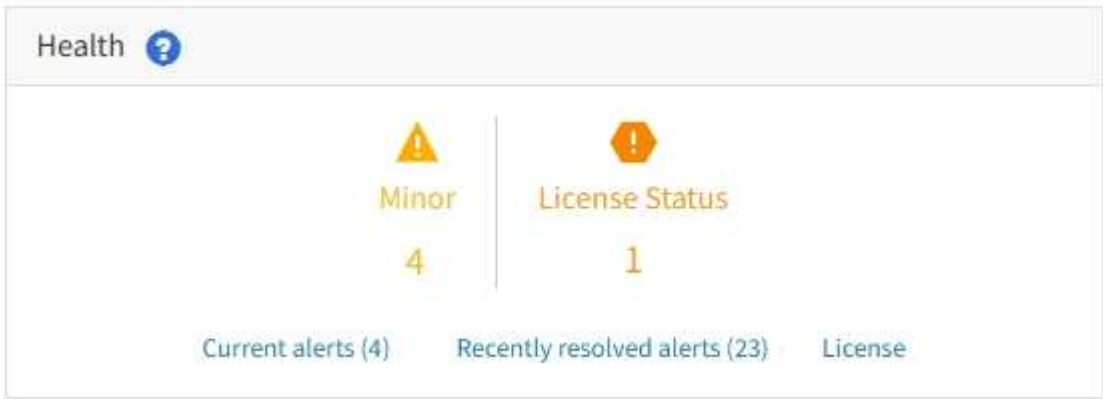 Health ?
Minor
License Status
4
1
Current alerts (4)
Recently resolved alerts (23)
License